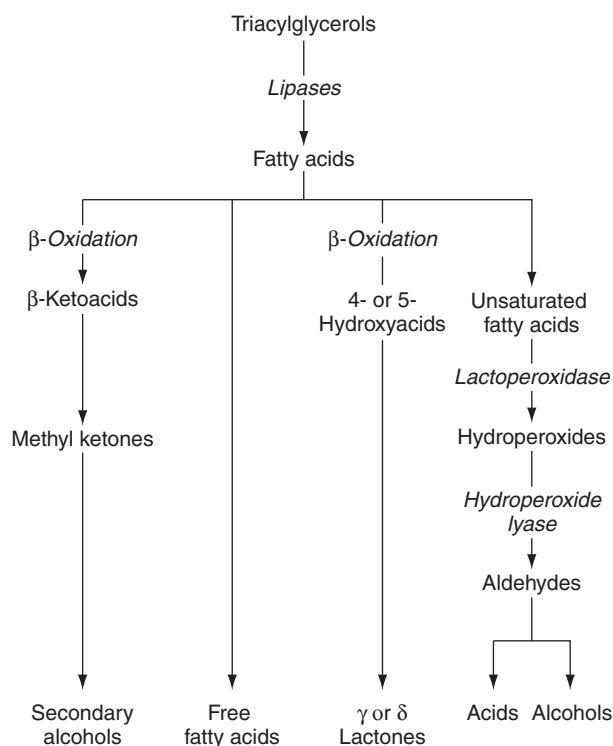 Triacylglycerols
Lipases
Fatty acids
β-Oxidation
β-Ketoacids
Methyl ketones
Secondary
alcohols
Free
fatty acids
β-Oxidation
4- or 5-
Hydroxyacids
γ or δ
Lactones
Unsaturated
fatty acids
Lactoperoxidase
Hydroperoxides
Hydroperoxide
lyase
Aldehydes
Acids
Alcohols